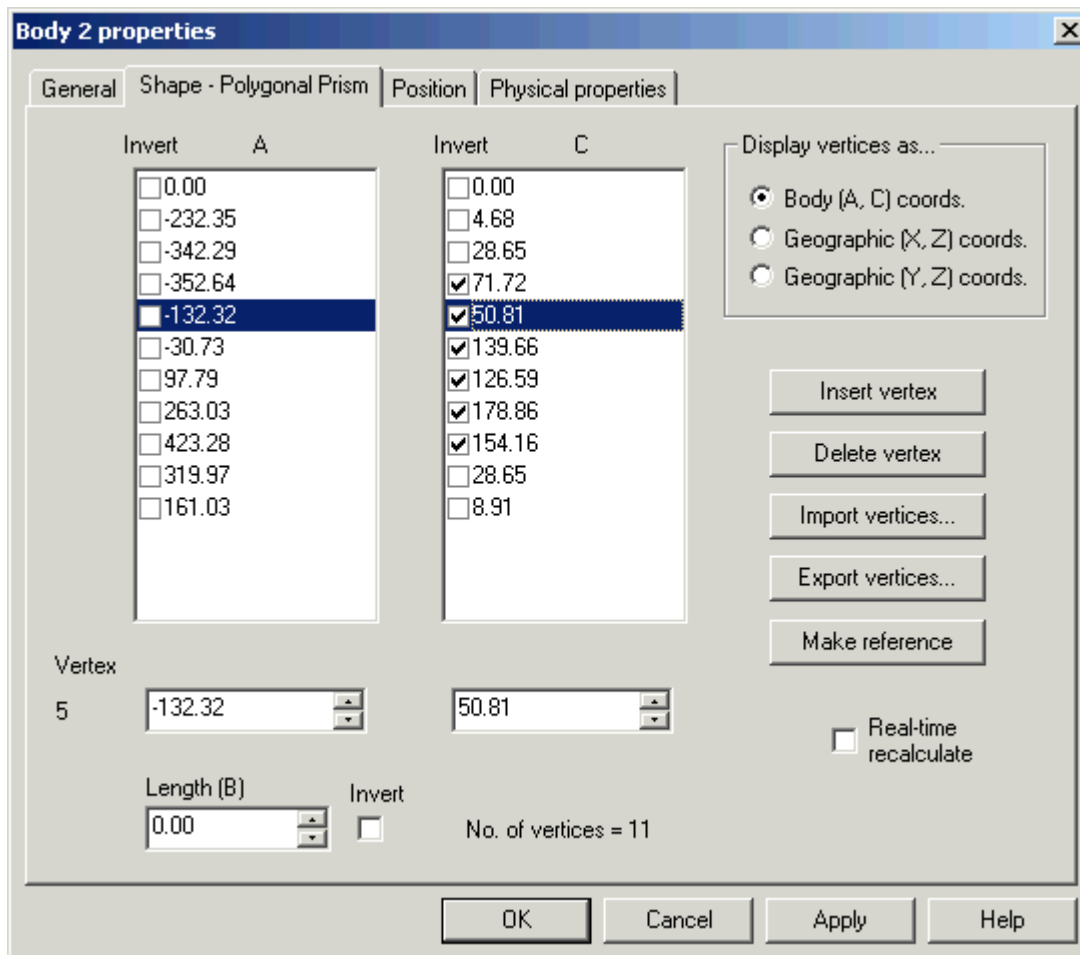 Body 2 properties
General Shape - Polygonal Prism Position Physical properties
Invert A Invert C
0.00
-232.35
-342.29
-352.64
-132.32
-30.73
97.79
263.03
423.28
319.97
161.03
0.00
4.68
28.65
71.72
50.81
139.66
126.59
178.86
154.16
28.65
8.91
Display vertices as...
Body (A, C) coords.
Geographic (X, Z) coords.
Geographic (Y, Z) coords.
Insert vertex
Delete vertex
Import vertices...
Export vertices...
Make reference
Vertex
5 -132.32 50.81
Real-time
recalculate
Length (B) Invert
0.00
No. of vertices = 11
OK Cancel Apply Help